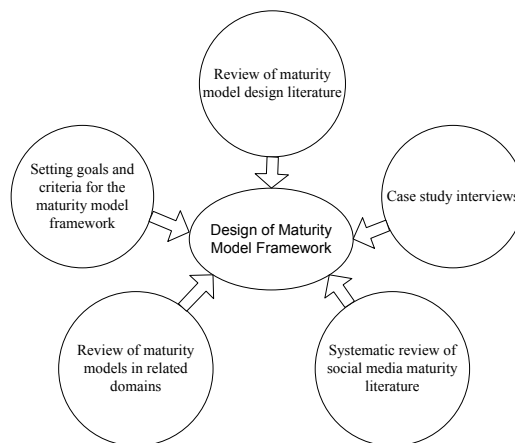 Review of maturity
model design literature
Setting goals and
criteria for the
maturity model
framework
Case study interviews
Design of Maturity
Model Framework
Review of maturity
models in related
domains
Systematic review of
social media maturity
literature